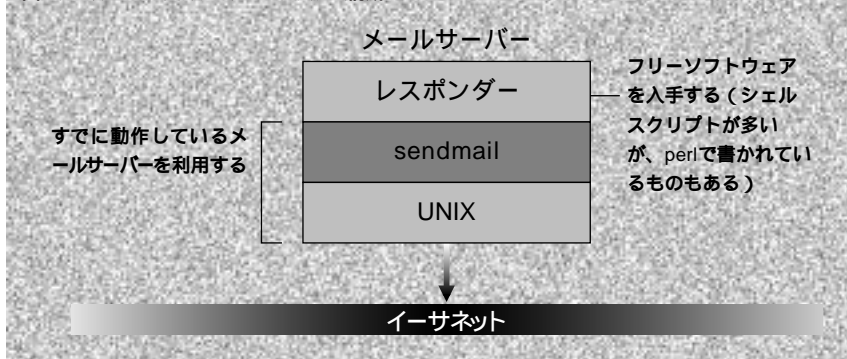 メールサーバー
レスポンダー
sendmail
UNIX
すでに動作しているメ
ールサーバーを利用する
フリーソフトウェア
を入手する（シェル
スクリプトが多い
が、perlで書かれてい
るものもある）
イーサネット